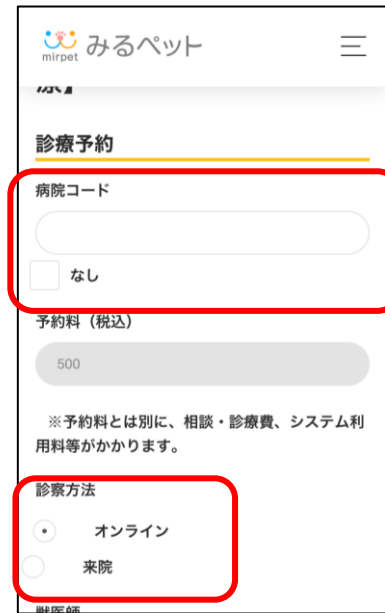 みるペット
mirpet
診療予約
病院コード
なし
予約料（税込）
500
※予約料とは別に、相談・診療費、システム利
用料等がかかります。
診察方法
オンライン
来院